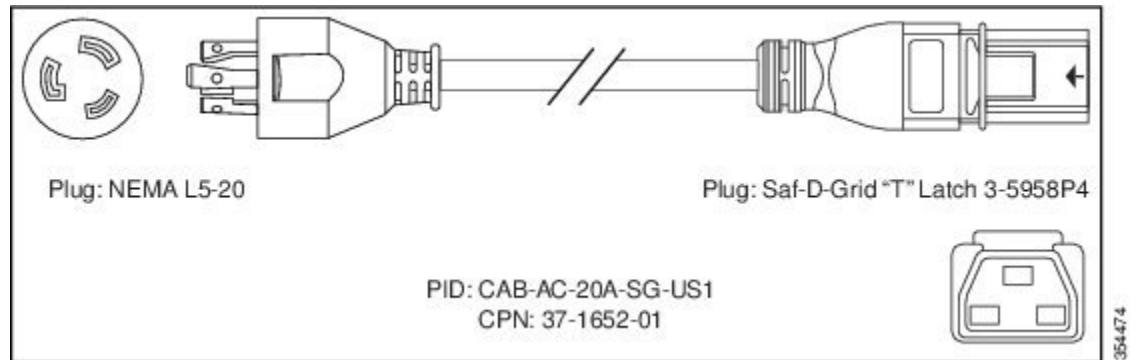 Plug: NEMA L5-20
Plug: Saf-D-Grid “T” Latch 3-5958P4
PID: CAB-AC-20A-SG-US1
CPN: 37-1652-01
354474